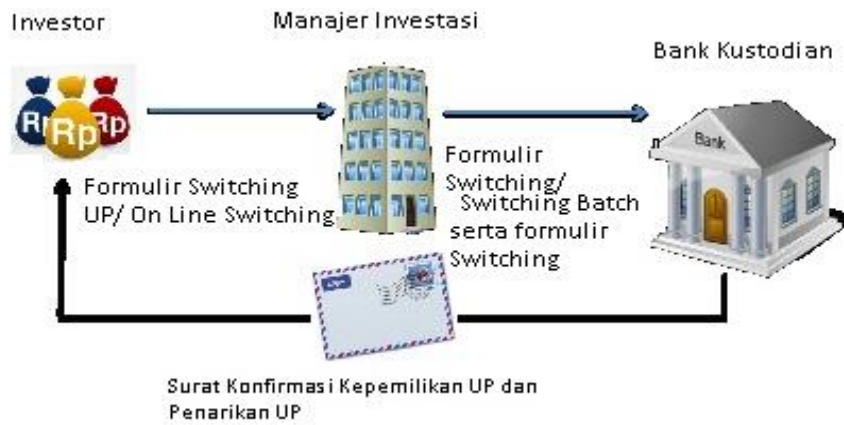 Investor
Manajer Investasi
Bank Kustodian
Rp
Rp
Rp
Bank
Formulir Switching
UP/ On Line Switching
Formulir
Switching/
Switching Batch
serta formulir
Switching
Surat Konfirmasi Kepemilikan UP dan
Penarikan UP